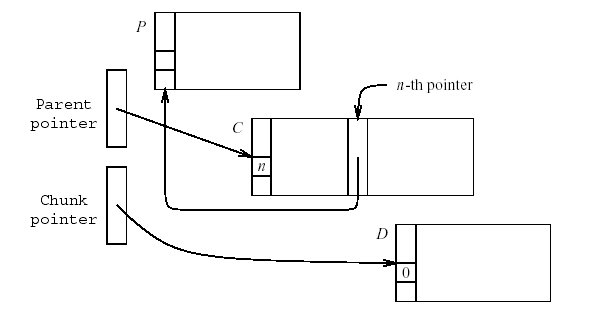 P
Parent
pointer
n-th pointer
C
n
Chunk
pointer
D
0